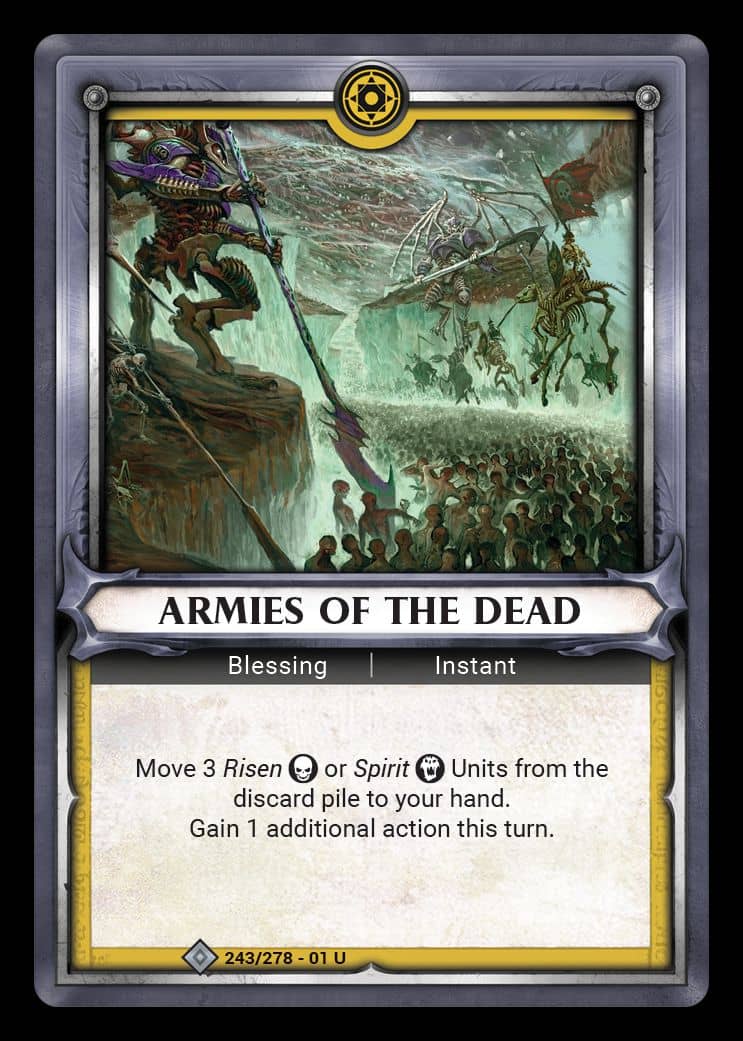 ARMIES OF THE DEAD
Blessing | Instant
Move 3 Risen or Spirit Units from the
discard pile to your hand.
Gain 1 additional action this turn.
243/278 - 01 U